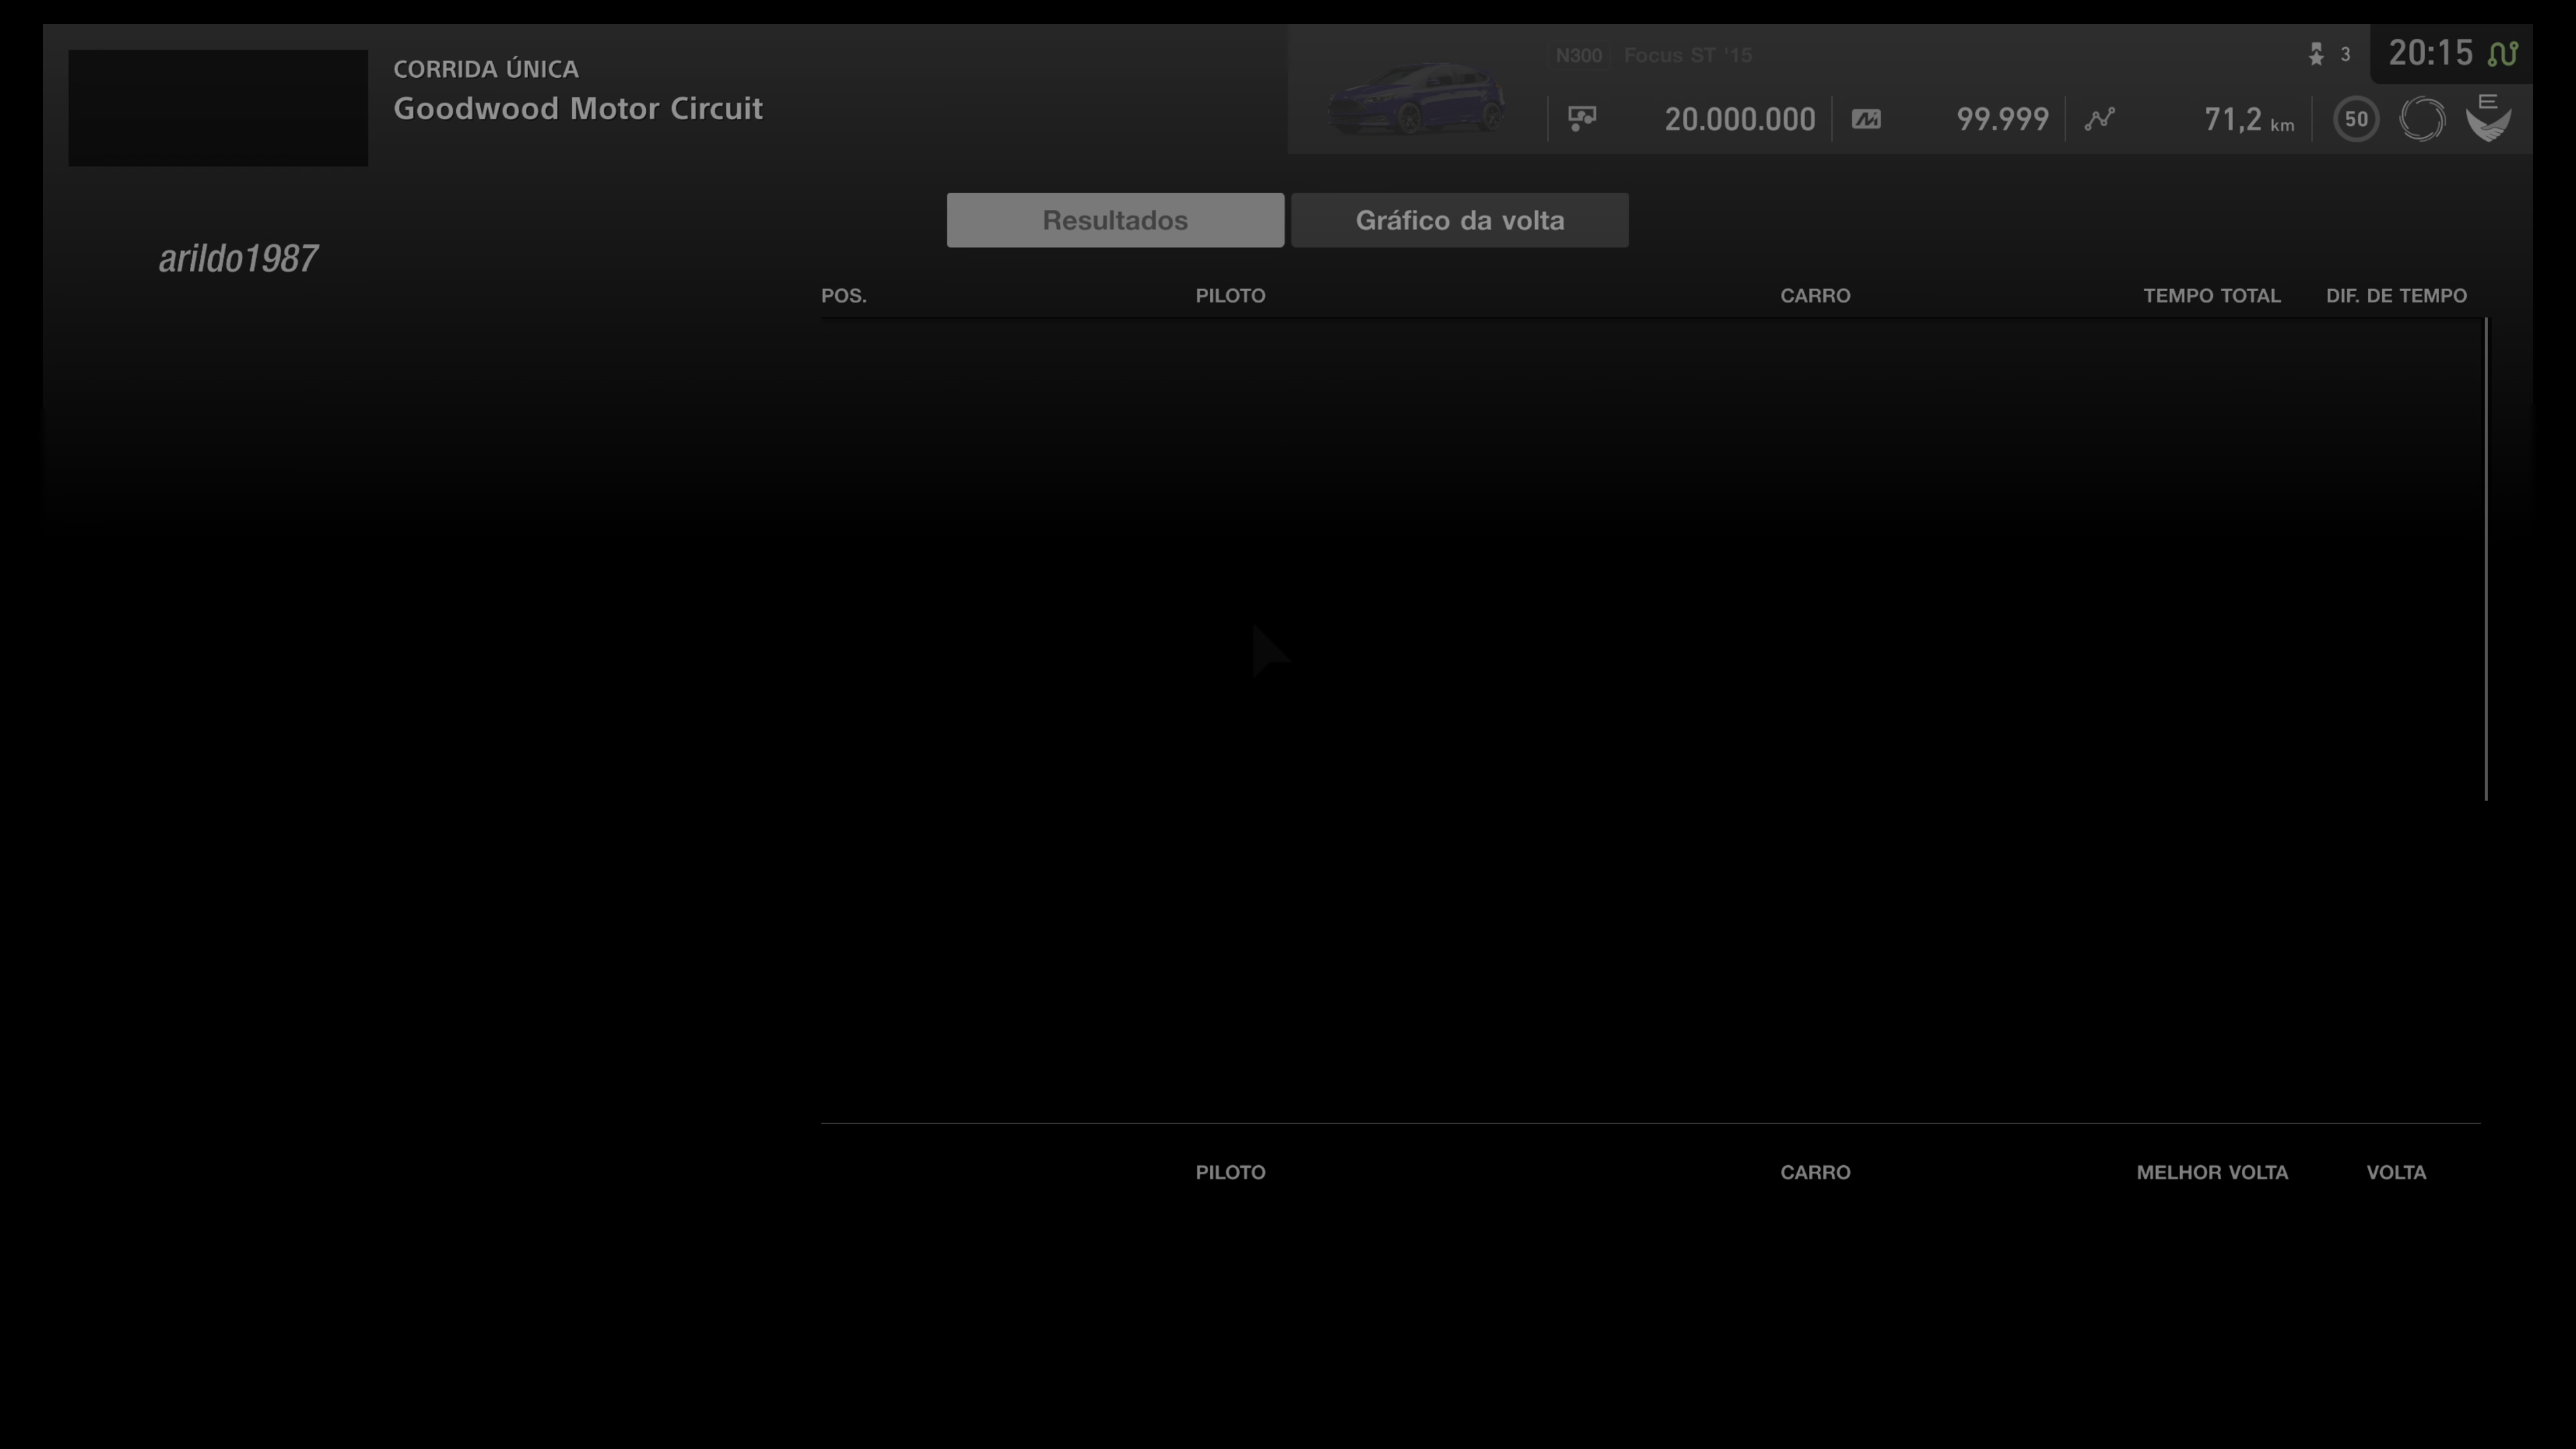 CORRIDA ÚNICA
Goodwood Motor Circuit
N300 Focus ST '15
3
20:15
20.000.000
99.999
71,2 km
50
E
Resultados
Gráfico da volta
arildo1987
POS. PILOTO CARRO TEMPO TOTAL DIF. DE TEMPO
PILOTO CARRO MELHOR VOLTA VOLTA